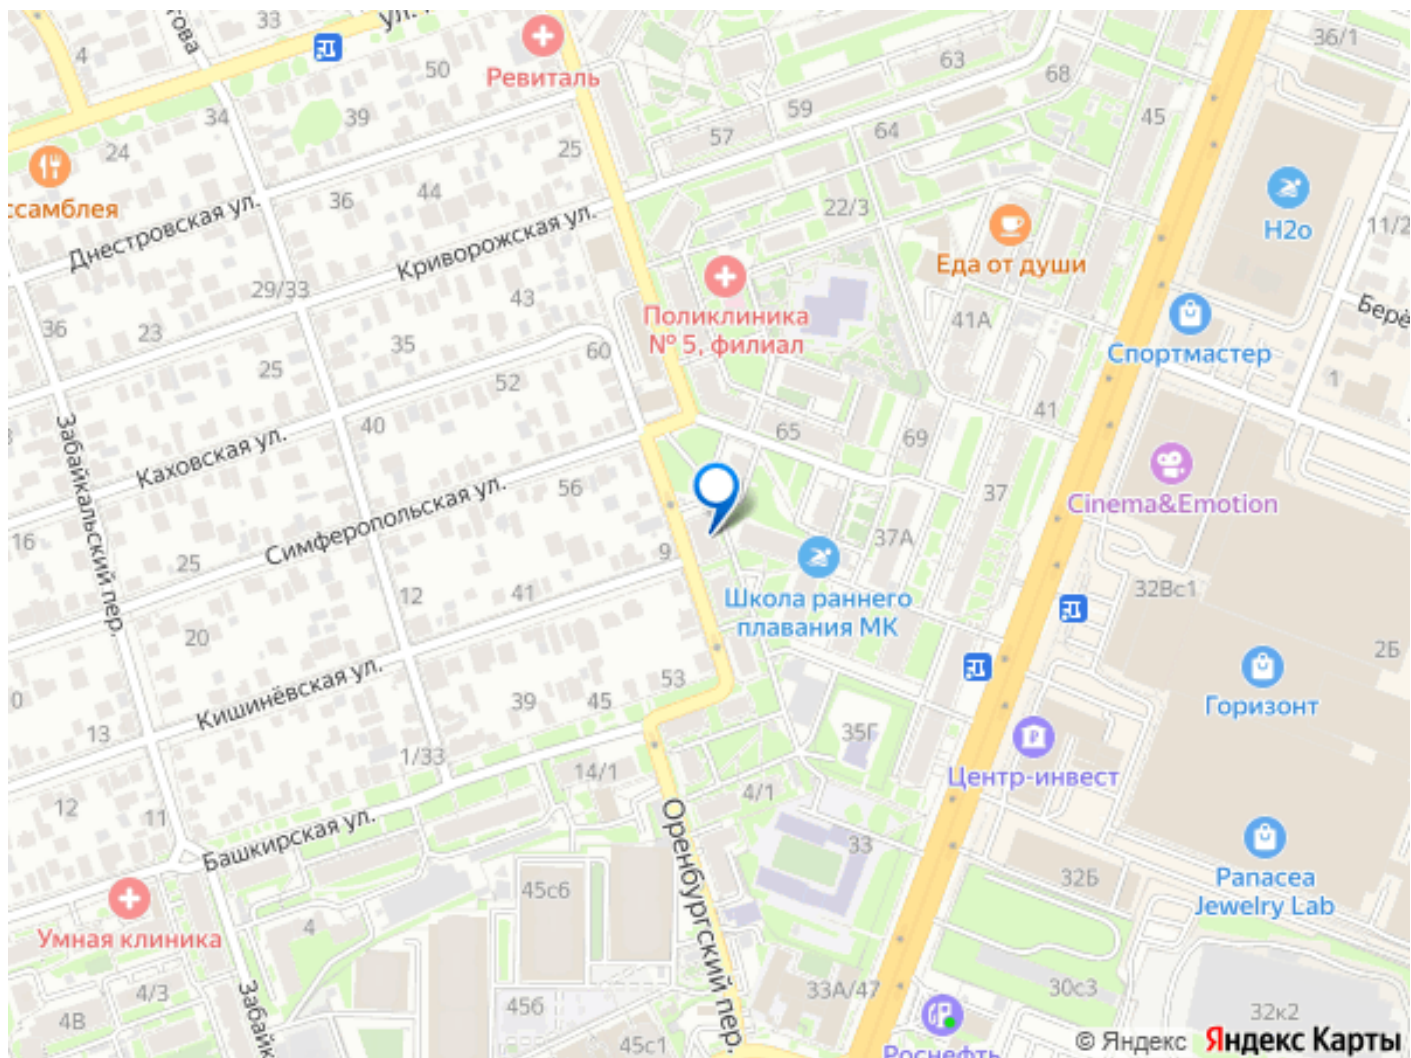 това
33
ул.
36/1
4
50
Ревиталь
63
68
34
39
59
45
57
64
24
25
ссамблея
36
44
22/3
11/2
Н2о
Днестровская ул.
Криворожская ул.
Еда от души
29/33
43
Поликлиника
№ 5, филиал
41А
Берё
36
23
35
60
Спортмастер
25
52
1
40
65
69
41
Забайкальский пер.
Каховская ул.
56
37
Cinema&Emotion
16
Симферопольская ул.
37А
25
9
12
41
Школа раннего
плавания МК
32Вс1
20
2Б
Кишинёвская ул.
53
0
39
45
Горизонт
13
35Г
1/33
14/1
Центр-инвест
12
4/1
11
Башкирская ул.
Оренбургский пер.
33
45с6
32Б
Panacea
Jewelry Lab
4
Умная клиника
4/3
Забайк
456
33А/47
30с3
4В
45с1
32к2
Роснефть
© Яндекс Яндекс Карты